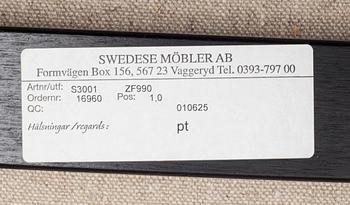 SWEDESE MÖBLER AB
Formvägen Box 156, 567 23 Vaggeryd Tel. 0393-797 00
Artnr/utf: S3001 ZF990
Ordernr: 16960 Pos: 1,0
QC: 010625
Hälsningar /regards: pt